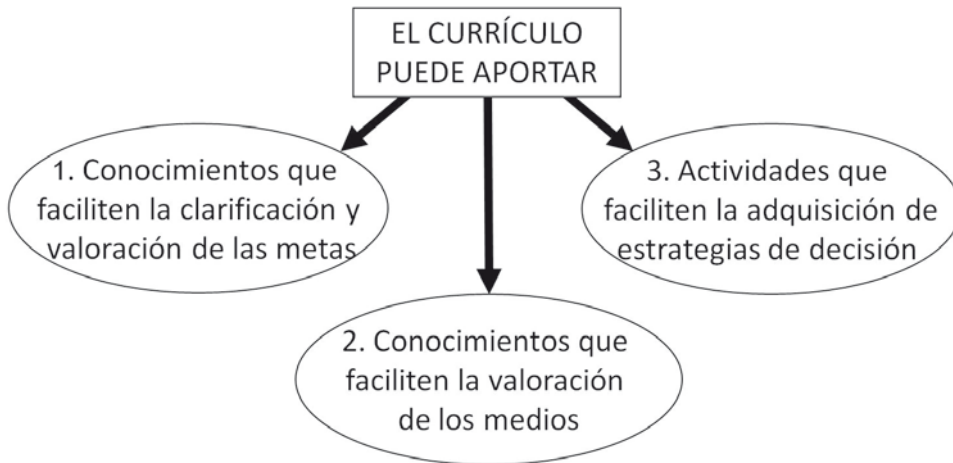 EL CURRÍCULO
PUEDE APORTAR
1. Conocimientos que
faciliten la clarificación y
valoración de las metas
2. Conocimientos que
faciliten la valoración
de los medios
3. Actividades que
faciliten la adquisición de
estrategias de decisión